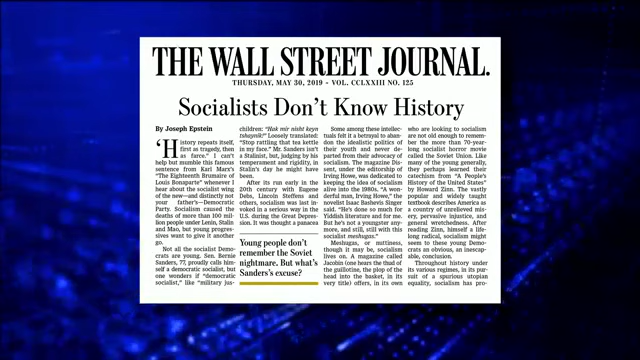 THE WALL STREET JOURNAL.
THURSDAY, MAY 30, 2019 - VOL. CCLXXIII NO. 125
Socialists Don't Know History
By Joseph Epstein
'History repeats itself,
first as tragedy, then
as farce." I can't
help but mumble this famous
sentence from Karl Marx's
"The Eighteenth Brumaire of
Louis Bonaparte" whenever I
hear about the socialist wing
of the new—and distinctly not
your father's—Democratic
Party. Socialism caused the
deaths of more than 100 mil-
lion people under Lenin, Stalin
and Mao, but young progres-
sives want to give it another
go.
Not all the socialist Demo-
crats are young. Sen. Bernie
Sanders, 77, proudly calls him-
self a democratic socialist, but
one wonders if "democratic
socialist," like "military jus-
children: "Hak mir nisht keyn
tshaynik!" Loosely translated:
"Stop rattling that tea kettle
in my face." Mr. Sanders isn't
a Stalinist, but, judging by his
temperament and rigidity, in
Stalin's day he might have
been.
After its run early in the
20th century with Eugene
Debs, Lincoln Steffens and
others, socialism was last in-
voked in a serious way in the
U.S. during the Great Depres-
sion. It was thought a panacea
Young people don't
remember the Soviet
nightmare. But what's
Sanders's excuse?
Some among these intellec-
tuals felt it a betrayal to aban-
don the idealistic politics of
their youth and never de-
parted from their advocacy of
socialism. The magazine Dis-
sent, under the editorship of
Irving Howe, was dedicated to
keeping the idea of socialism
alive into the 1980s. "A won-
derful man, Irving Howe," the
novelist Isaac Bashevis Singer
said. "He's done so much for
Yiddish literature and for me.
But he's not a youngster any-
more, and still, still with this
socialist meshugas."
Meshugas, or nuttiness,
though it may be, socialism
lives on. A magazine called
Jacobin (one hears the thud of
the guillotine, the plop of the
head into the basket, in its
very title) offers, in its own
who are looking to socialism
are not old enough to remem-
ber the more than 70-year-
long socialist horror movie
called the Soviet Union. Like
many of the young generally,
they perhaps learned their
catechism from "A People's
History of the United States"
by Howard Zinn. The vastly
popular and widely taught
textbook describes America as
a country of unrelieved mis-
ery, pervasive injustice, and
general wretchedness. After
reading Zinn, himself a life-
long radical, socialism might
seem to these young Demo-
crats an obvious, an inescap-
able, conclusion.
Throughout history under
its various regimes, in its pur-
suit of a spurious utopian
equality, socialism has pro-